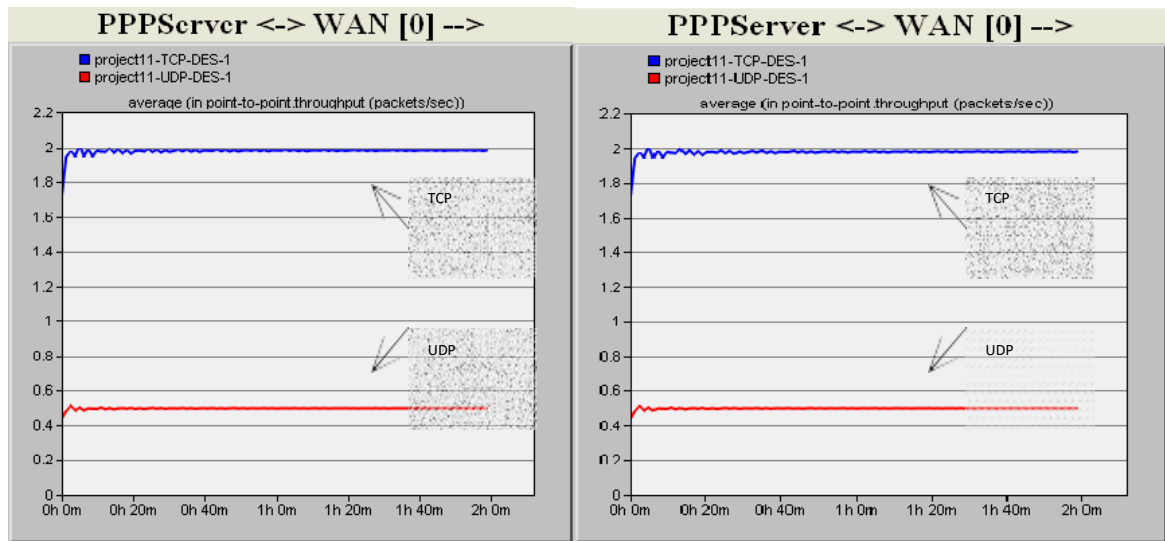 PPPServer <-> WAN [0] -->
project11-TCP-DES-1
project11-UDP-DES-1
average (in point-to-point.throughput (packets/sec))
2.2
2
1.8
TCP
1.6
1.4
1.2
1
0.8
UDP
0.6
0.4
0.2
0
0h 0m 0h 20m 0h 40m 1h 0m 1h 20m 1h 40m 2h 0m
PPPServer <-> WAN [0] -->
project11-TCP-DES-1
project11-UDP-DES-1
average (in point-to-point.throughput (packets/sec))
2.2
2
1.8
TCP
1.6
1.4
1.2
1
0.8
UDP
0.6
0.4
0.2
0
0h 0m 0h 20m 0h 40m 1h 0m 1h 20m 1h 40m 2h 0m